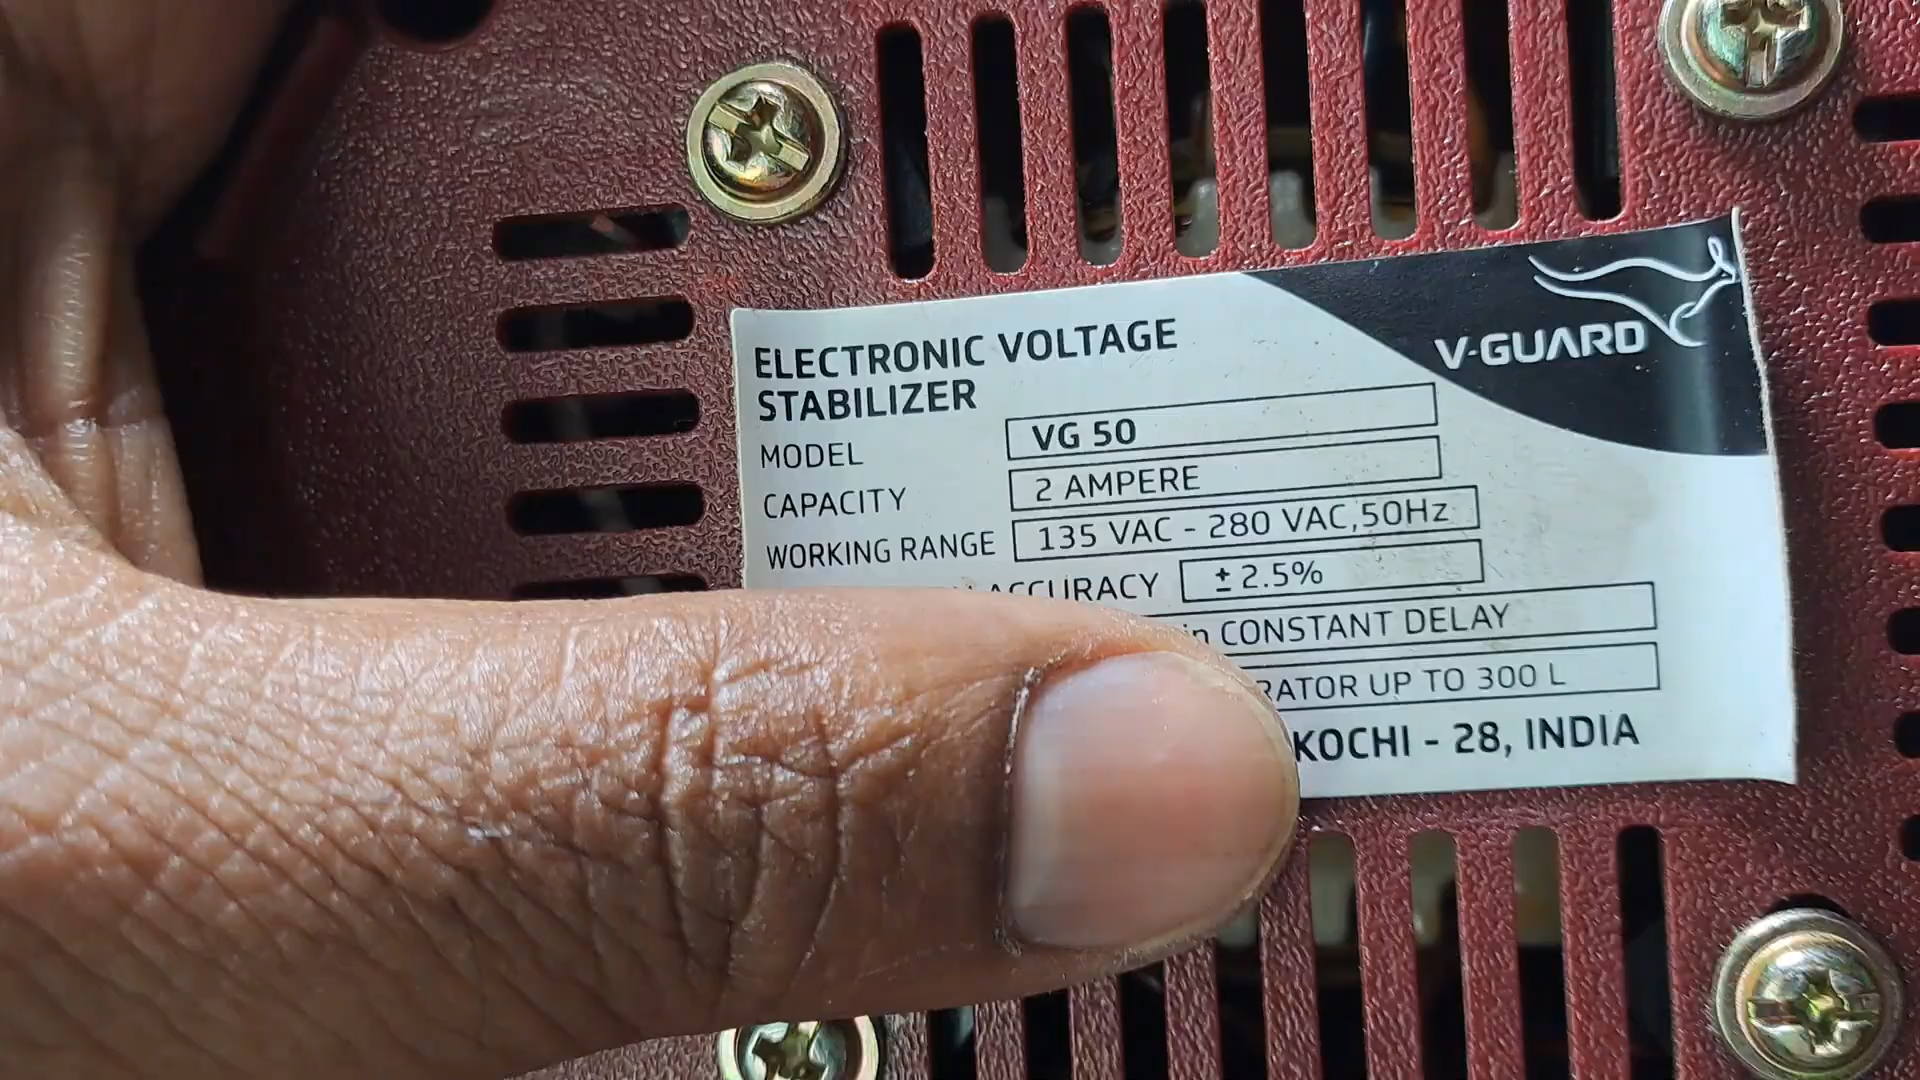 V-GUARD
ELECTRONIC VOLTAGE
STABILIZER
MODEL VG 50
CAPACITY 2 AMPERE
WORKING RANGE 135 VAC - 280 VAC,50Hz
ACCURACY ± 2.5%
CONSTANT DELAY
UP TO 300 L
KOCHI - 28, INDIA